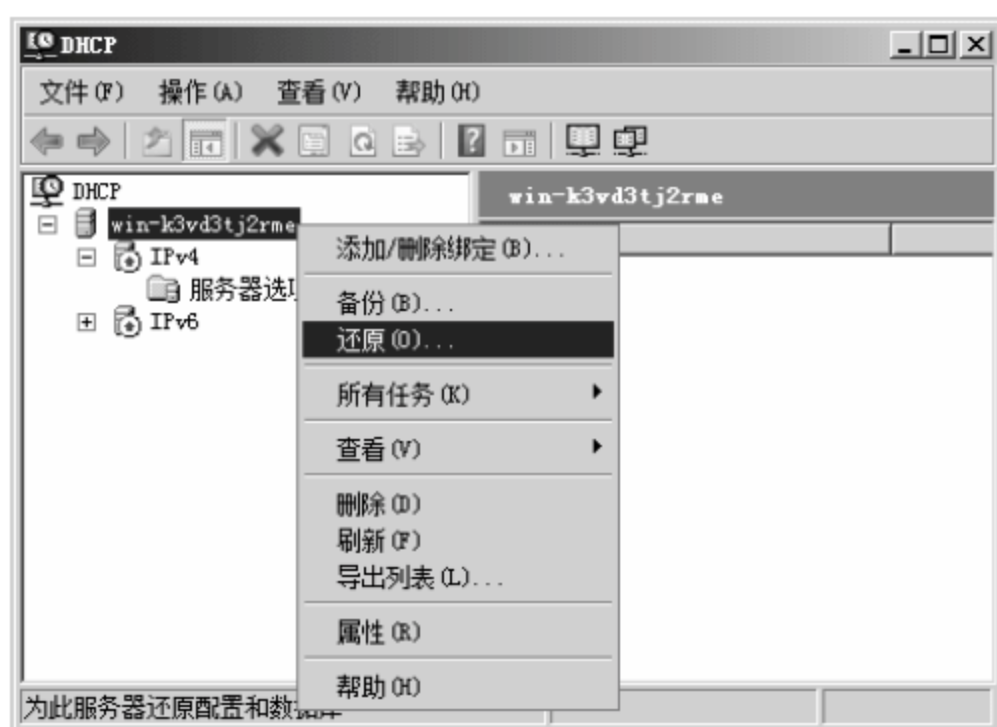 DHCP
文件(F) 操作(A) 查看(V) 帮助(H)
DHCP
win-k3vd3tj2rme
IPv4
服务器选
IPv6
win-k3vd3tj2rme
添加/删除绑定(B)...
备份(B)...
还原(O)...
所有任务(K)
查看(V)
删除(D)
刷新(F)
导出列表(L)...
属性(R)
帮助(H)
为此服务器还原配置和数据库